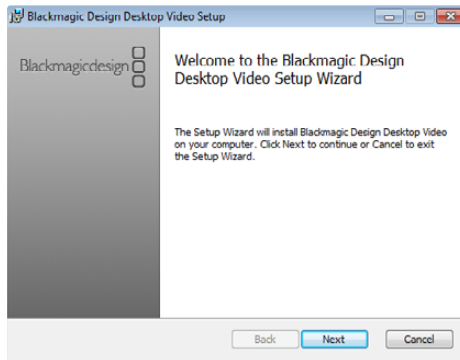 Blackmagic Design Desktop Video Setup
Blackmagicdesign
Welcome to the Blackmagic Design
Desktop Video Setup Wizard
The Setup Wizard will install Blackmagic Design Desktop Video
on your computer. Click Next to continue or Cancel to exit
the Setup Wizard.
Back Next Cancel